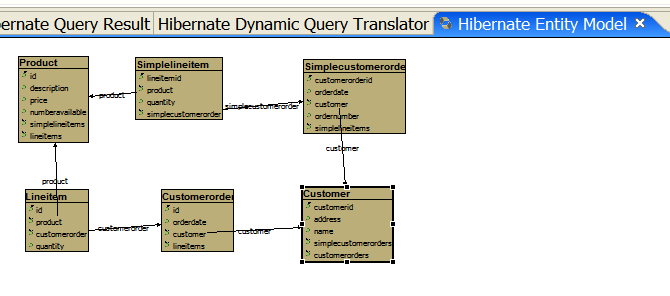 ernate Query Result
Hibernate Dynamic Query Translator
Hibernate Entity Model
Product
id
description
price
numberavailable
simplelineitems
lineitems
product
Simplelineitem
lineitemid
product
quantity
simplecustomerorder
simplecustomerorder
Simplecustomerorde
customerorderid
orderdate
customer
ordernumber
simplelineitems
customer
product
Lineitem
id
product
customerorder
quantity
customerorder
Customerorder
id
orderdate
customer
lineitems
customer
Customer
customerid
address
name
simplecustomerorders
customerorders